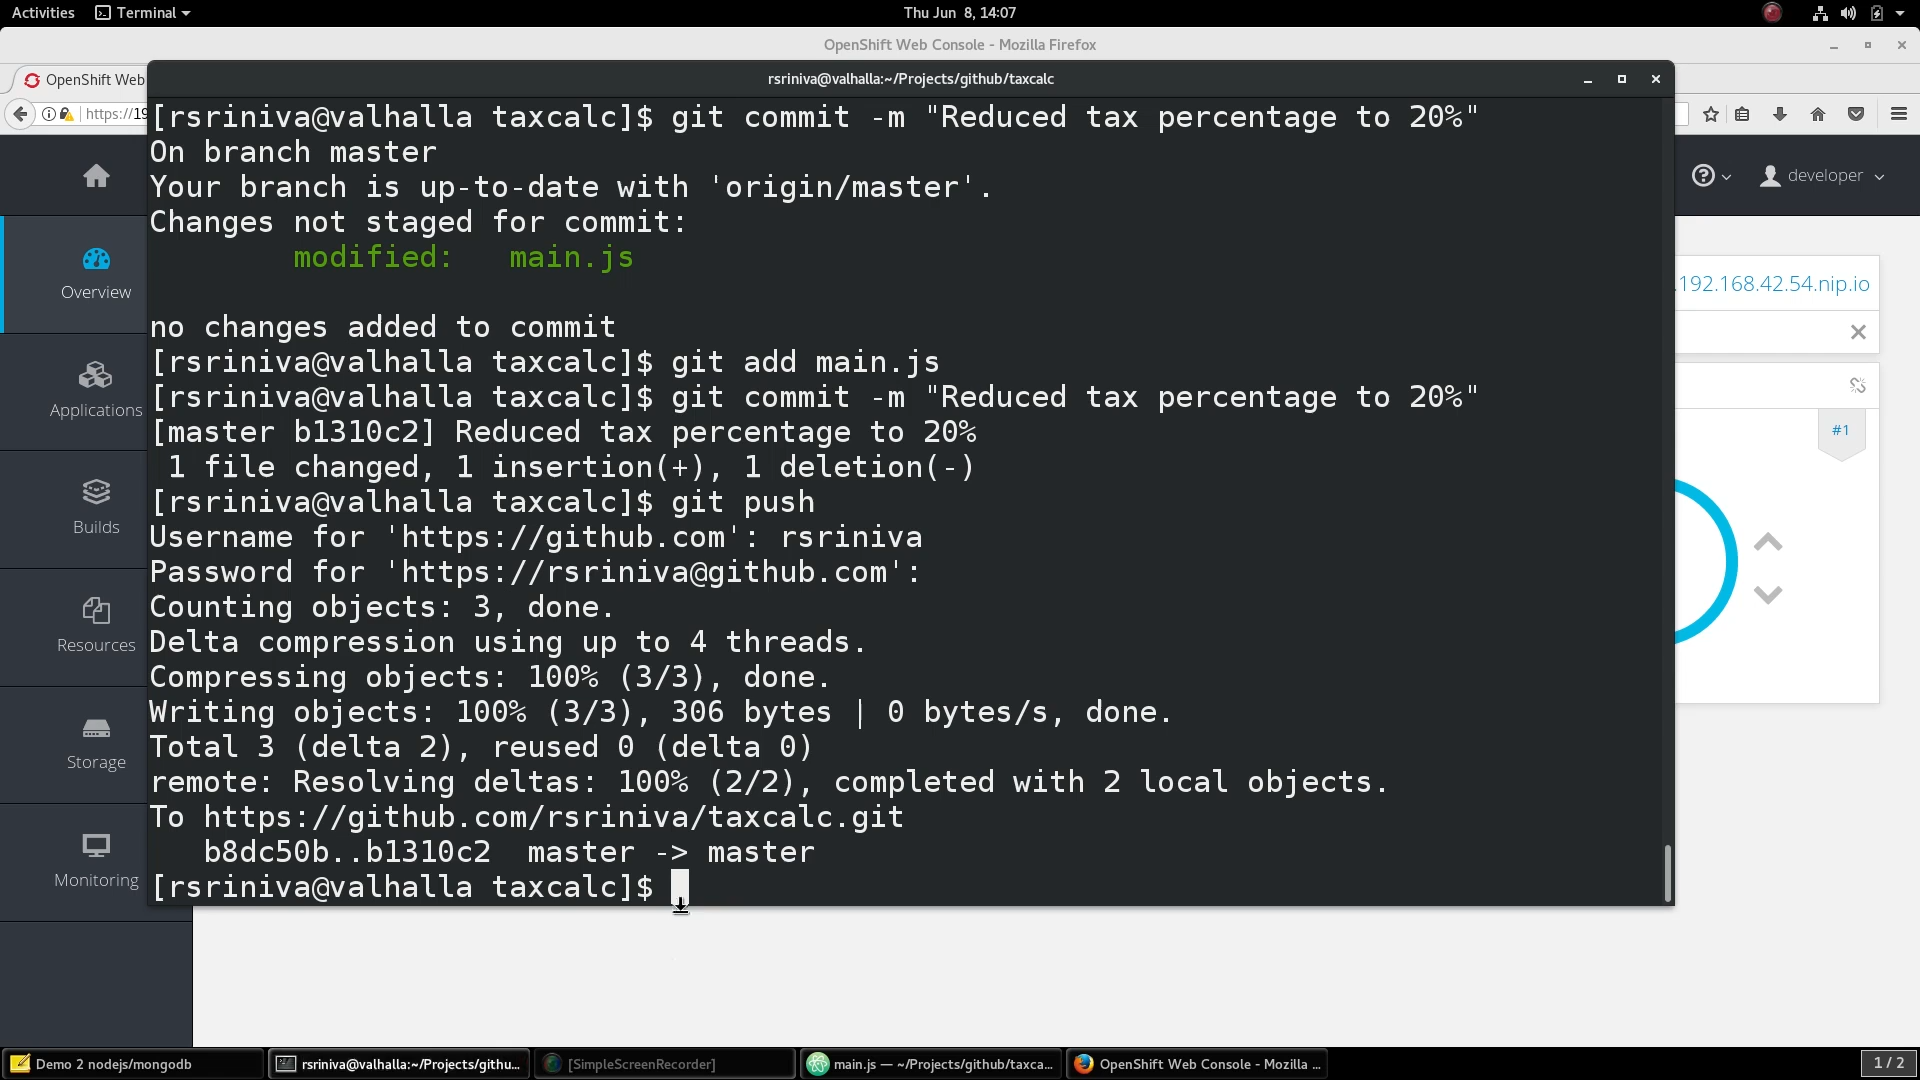 Activities Terminal Thu Jun 8, 14:07
OpenShift Web Console - Mozilla Firefox
OpenShift Web
rsriniva@valhalla:~/Projects/github/taxcalc
https://19
[rsriniva@valhalla taxcalc]$ git commit -m "Reduced tax percentage to 20%"
On branch master
Your branch is up-to-date with 'origin/master'.
Changes not staged for commit:
modified: main.js
no changes added to commit
[rsriniva@valhalla taxcalc]$ git add main.js
[rsriniva@valhalla taxcalc]$ git commit -m "Reduced tax percentage to 20%"
[master b1310c2] Reduced tax percentage to 20%
1 file changed, 1 insertion(+), 1 deletion(-)
[rsriniva@valhalla taxcalc]$ git push
Username for 'https://github.com': rsriniva
Password for 'https://rsriniva@github.com':
Counting objects: 3, done.
Delta compression using up to 4 threads.
Compressing objects: 100% (3/3), done.
Writing objects: 100% (3/3), 306 bytes | 0 bytes/s, done.
Total 3 (delta 2), reused 0 (delta 0)
remote: Resolving deltas: 100% (2/2), completed with 2 local objects.
To https://github.com/rsriniva/taxcalc.git
b8dc50b..b1310c2 master -> master
[rsriniva@valhalla taxcalc]$
Overview
Applications
Builds
Resources
Storage
Monitoring
developer
.192.168.42.54.nip.io
#1
Demo 2 nodejs/mongodb
rsriniva@valhalla:~/Projects/githu...
[SimpleScreenRecorder]
main.js — ~/Projects/github/taxca...
OpenShift Web Console - Mozilla ...
1 / 2